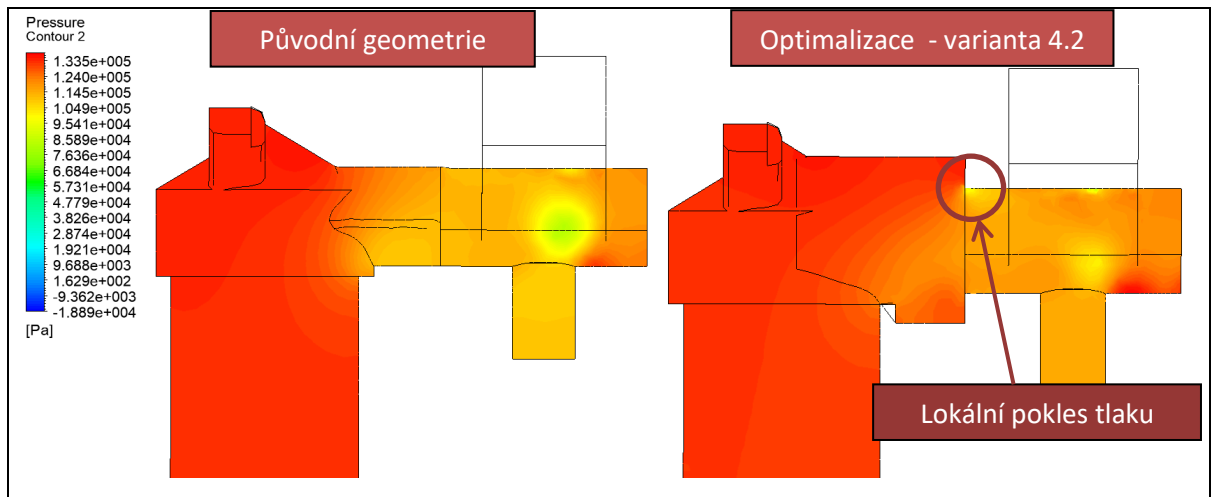 Pressure
Contour 2
1.335e+005
1.240e+005
1.145e+005
1.049e+005
9.541e+004
8.589e+004
7.636e+004
6.684e+004
5.731e+004
4.779e+004
3.826e+004
2.874e+004
1.921e+004
9.688e+003
1.629e+002
-9.362e+003
-1.889e+004
[Pa]
Původní geometrie
Optimalizace - varianta 4.2
Lokální pokles tlaku